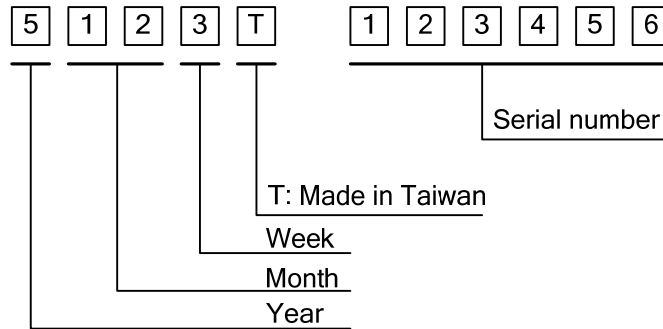 5 1 2 3 T 1 2 3 4 5 6
Serial number
T: Made in Taiwan
Week
Month
Year